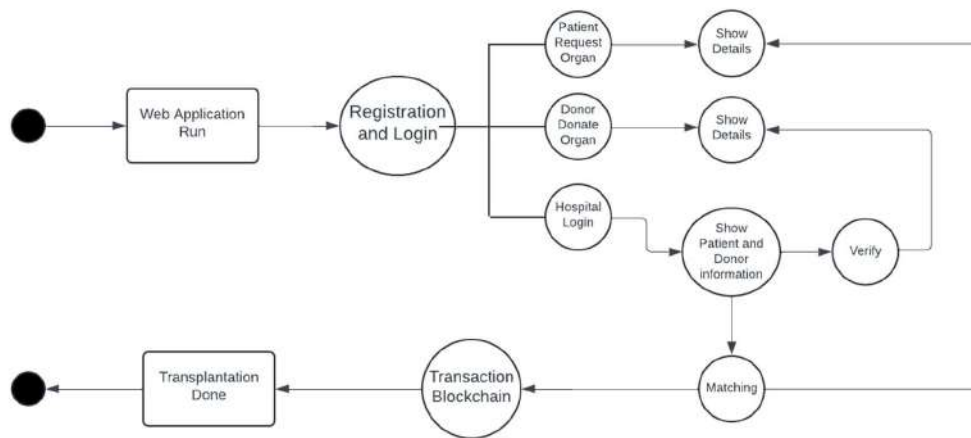 Patient
Request
Organ
Show
Details
Web Application
Run
Registration
and Login
Donor
Donate
Organ
Show
Details
Hospital
Login
Show
Patient and
Donor
information
Verify
Transplantation
Done
Transaction
Blockchain
Matching